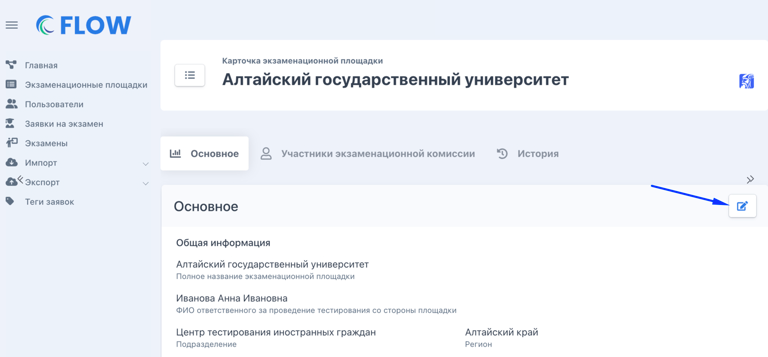 FLOW
Главная
Экзаменационные площадки
Пользователи
Заявки на экзамен
Экзамены
Импорт
Экспорт
Теги заявок
Карточка экзаменационной площадки
Алтайский государственный университет
Основное
Участники экзаменационной комиссии
История
Основное
Общая информация
Алтайский государственный университет
Полное название экзаменационной площадки
Иванова Анна Ивановна
ФИО ответственного за проведение тестирования со стороны площадки
Центр тестирования иностранных граждан
Подразделение
Алтайский край
Регион